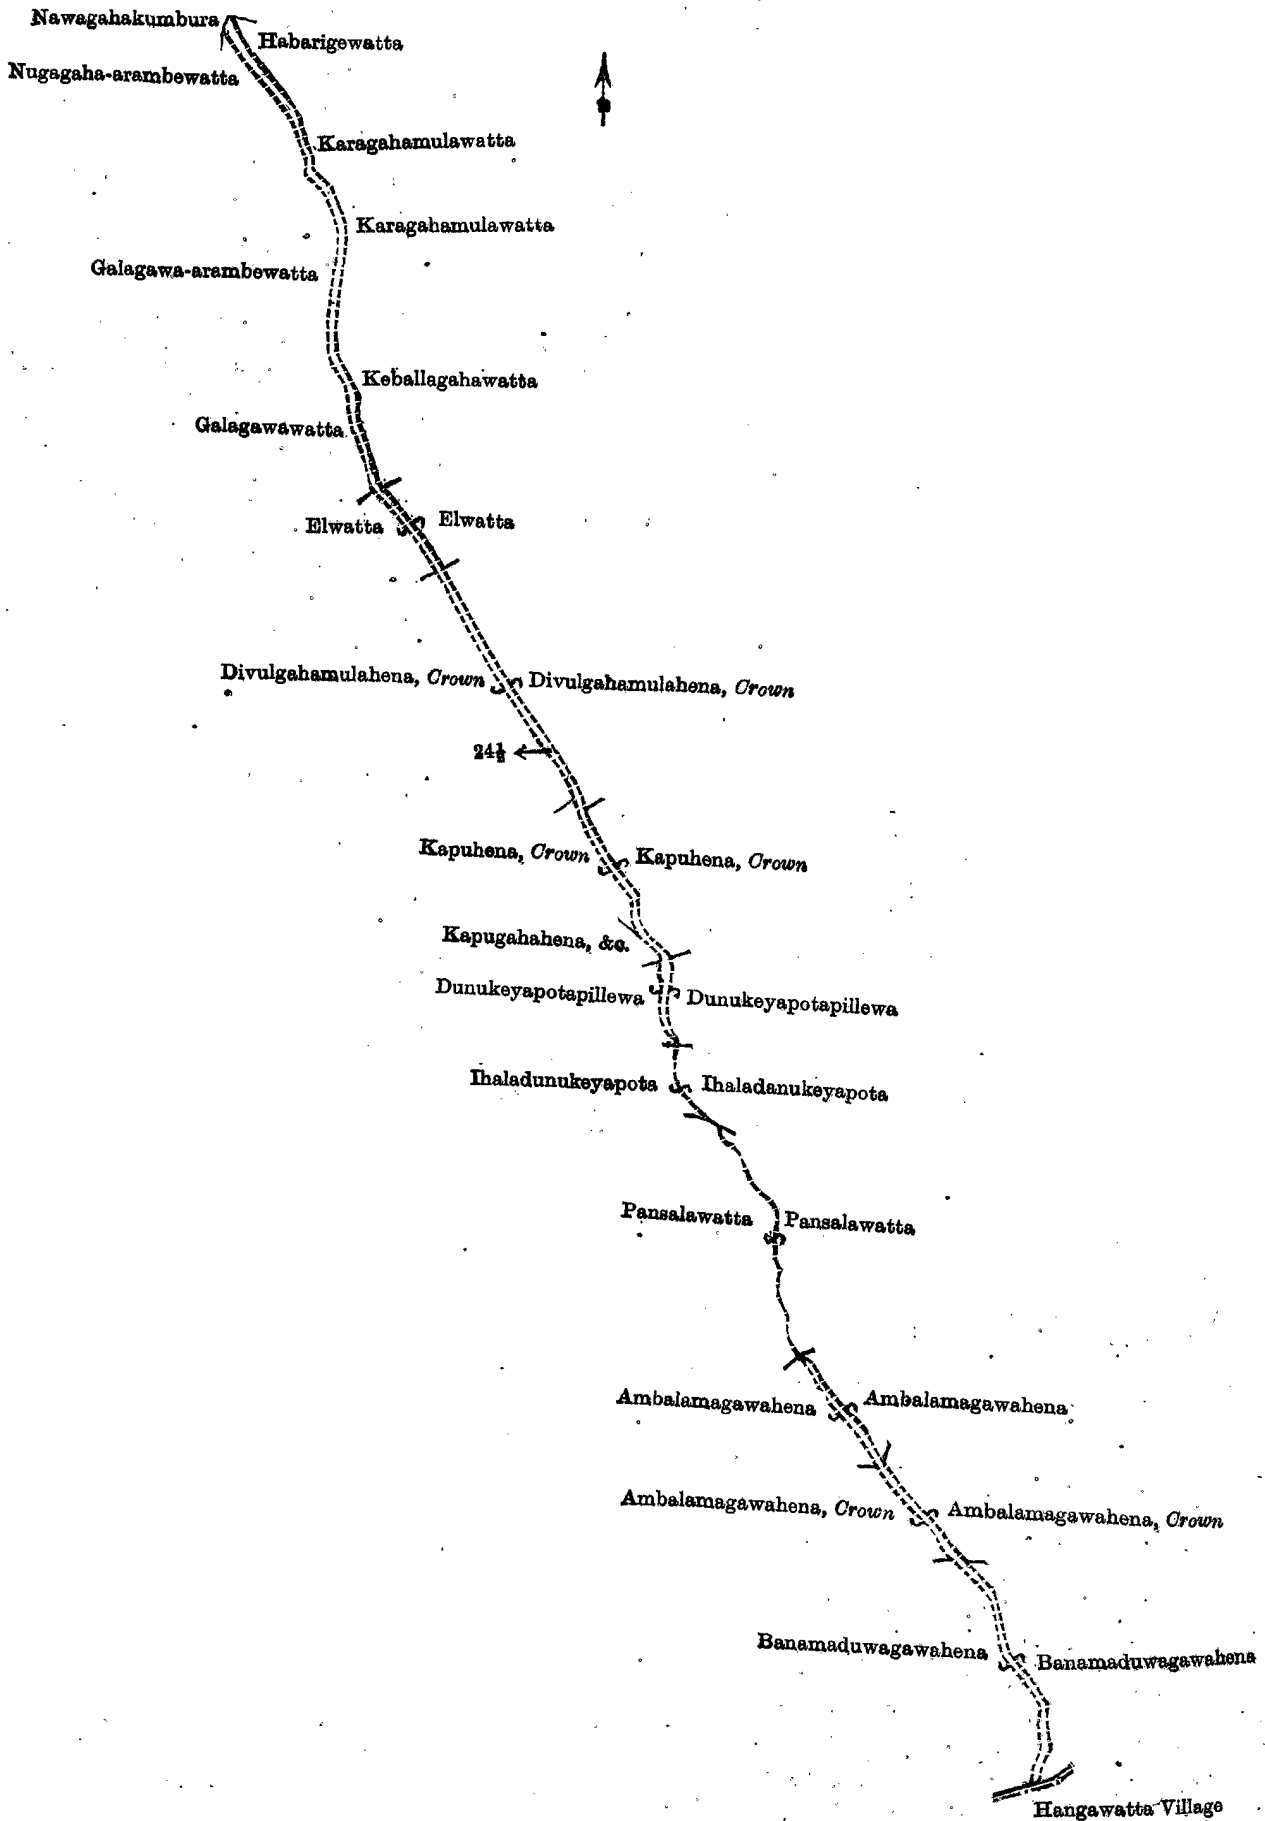 Nawagahakumbura
Habarigewatta
Nugagaha-arambewatta
Karagahamulawatta
Karagahamulawatta
Galagawa-arambewatta
Keballagahawatta
Galagawawatta
Elwatta Elwatta
Divulgahamulahena, Crown Divulgahamulahena, Crown
24½
Kapuhena, Crown Kapuhena, Crown
Kapugahahena, &c.
Dunukeyapotapillewa Dunukeyapotapillewa
Ihaladunukeyapota Ihaladanukeyapota
Pansalawatta Pansalawatta
Ambalamagawahena Ambalamagawahena
Ambalamagawahena, Crown Ambalamagawahena, Crown
Banamaduwagawahena Banamaduwagawahena
Hangawatta Village